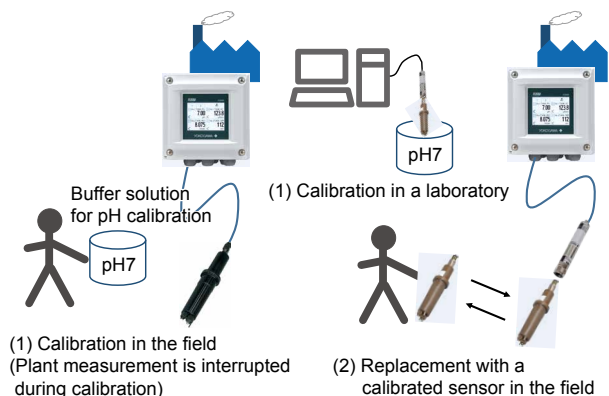 Buffer solution
for pH calibration
pH7
(1) Calibration in the field
(Plant measurement is interrupted
during calibration)
pH7
(1) Calibration in a laboratory
(2) Replacement with a
calibrated sensor in the field